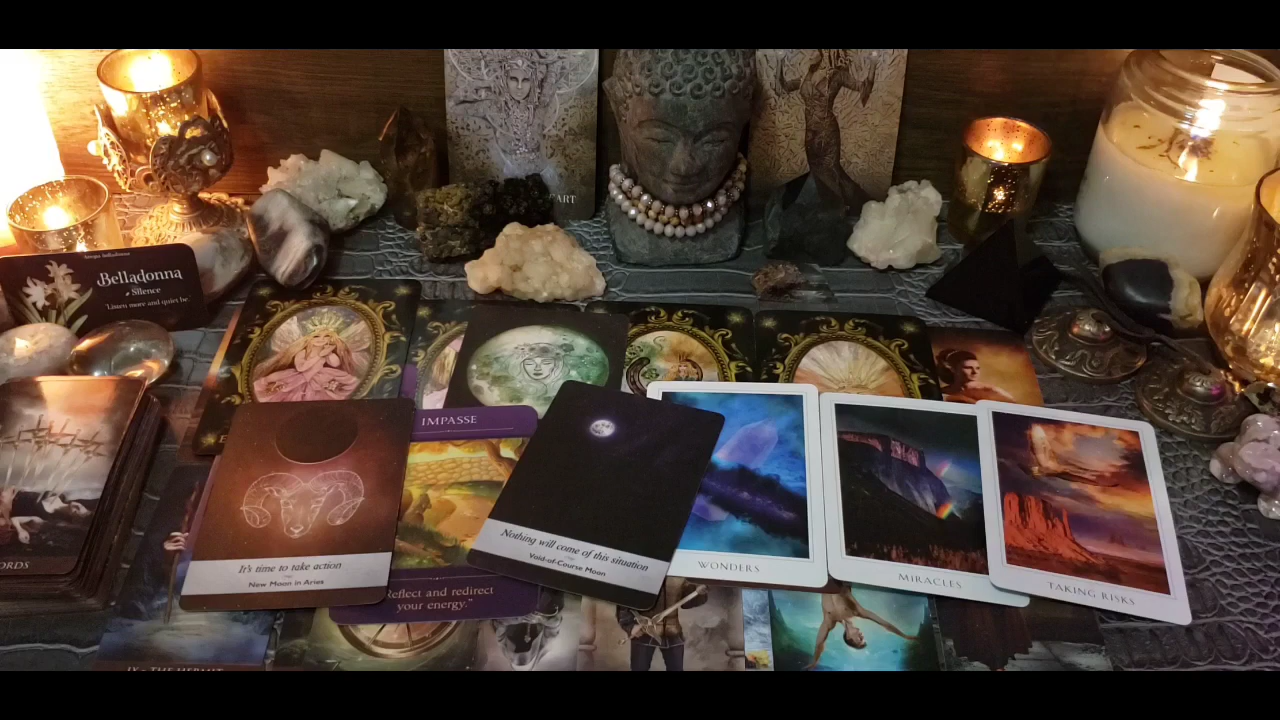 ART
Belladonna
Silence
"Listen more and quiet be.
IMPASSE
It's time to take action
New Moon in Aries
Reflect and redirect
your energy."
Nothing will come of this situation
Void-of-Course Moon
WONDERS
MIRACLES
TAKING RISKS
ORDS
IX • THE HERMIT